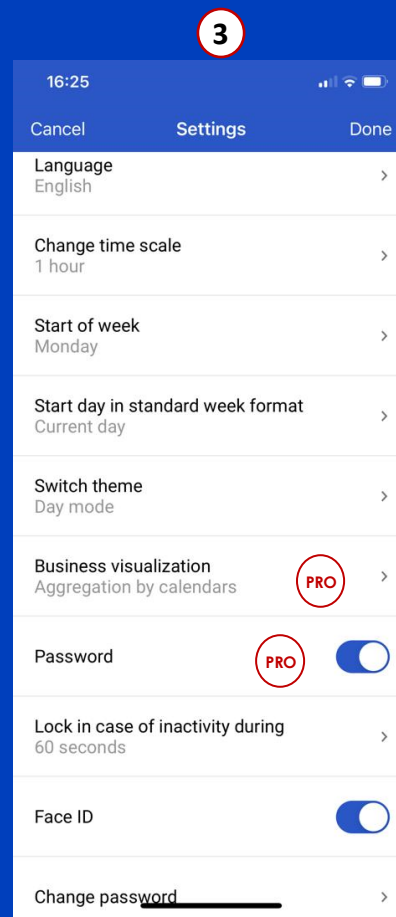 3
16:25
Cancel Settings Done
Language
English
Change time scale
1 hour
Start of week
Monday
Start day in standard week format
Current day
Switch theme
Day mode
Business visualization
Aggregation by calendars
PRO
Password
PRO
Lock in case of inactivity during
60 seconds
Face ID
Change password